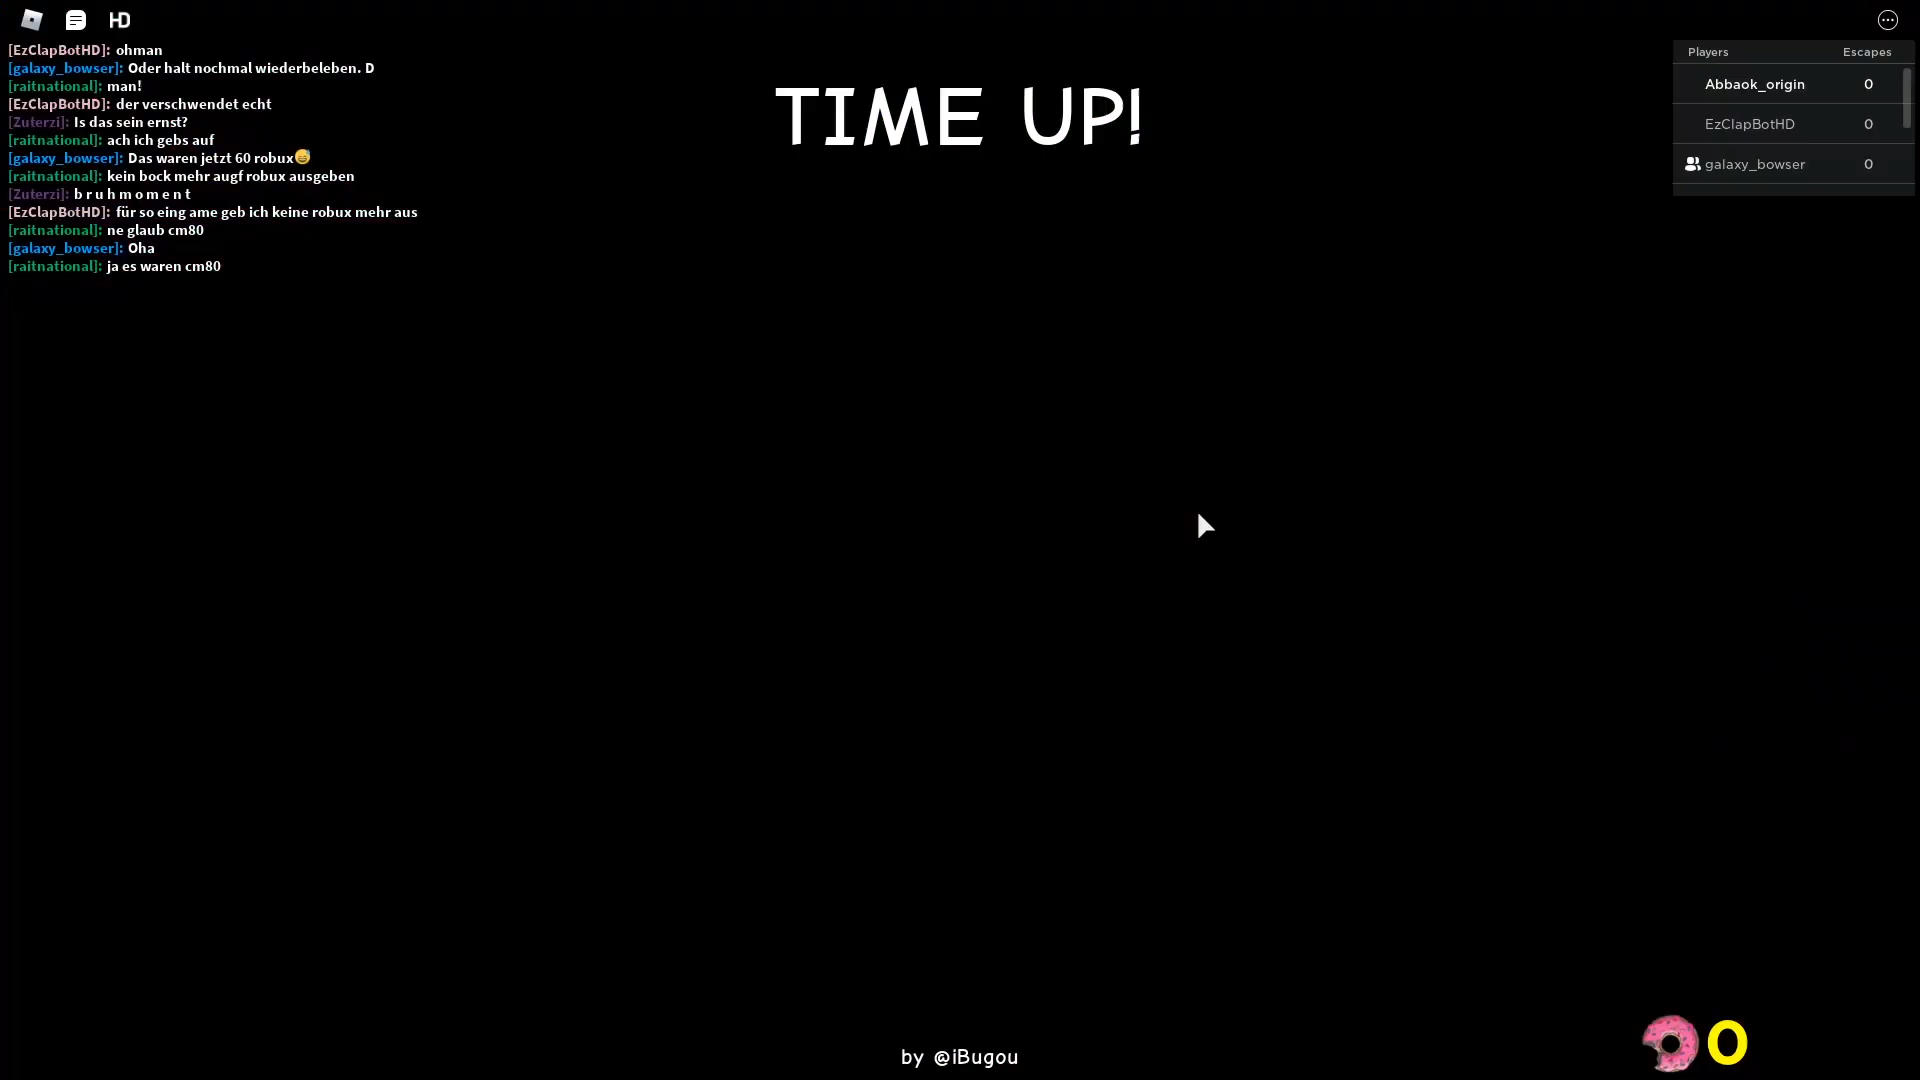 HD
[EzClapBotHD]: ohman
[galaxy_bowser]: Oder halt nochmal wiederbeleben. D
[raitnational]: man!
[EzClapBotHD]: der verschwendet echt
[Zuterzi]: Is das sein ernst?
[raitnational]: ach ich gebs auf
[galaxy_bowser]: Das waren jetzt 60 robux😅
[raitnational]: kein bock mehr augf robux ausgeben
[Zuterzi]: b r u h m o m e n t
[EzClapBotHD]: für so eing ame geb ich keine robux mehr aus
[raitnational]: ne glaub cm80
[galaxy_bowser]: Oha
[raitnational]: ja es waren cm80
TIME UP!
Players Escapes
Abbaok_origin 0
EzClapBotHD 0
galaxy_bowser 0
by @iBugou
0